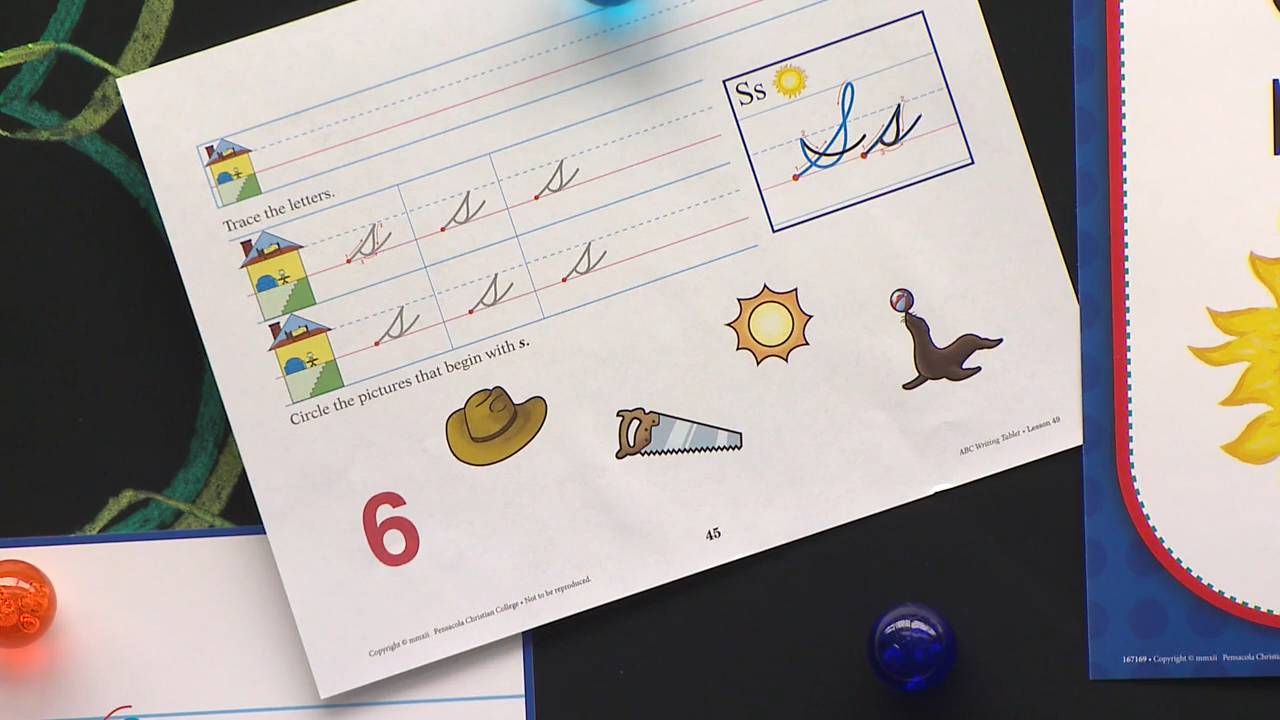 Ss
S s
Trace the letters.
s s s
s s s
Circle the pictures that begin with s.
6
ABC Writing Tablet • Lesson 49
45
Copyright © mmxii Pensacola Christian College • Not to be reproduced.
167169 • Copyright © mmxii Pensacola Christia